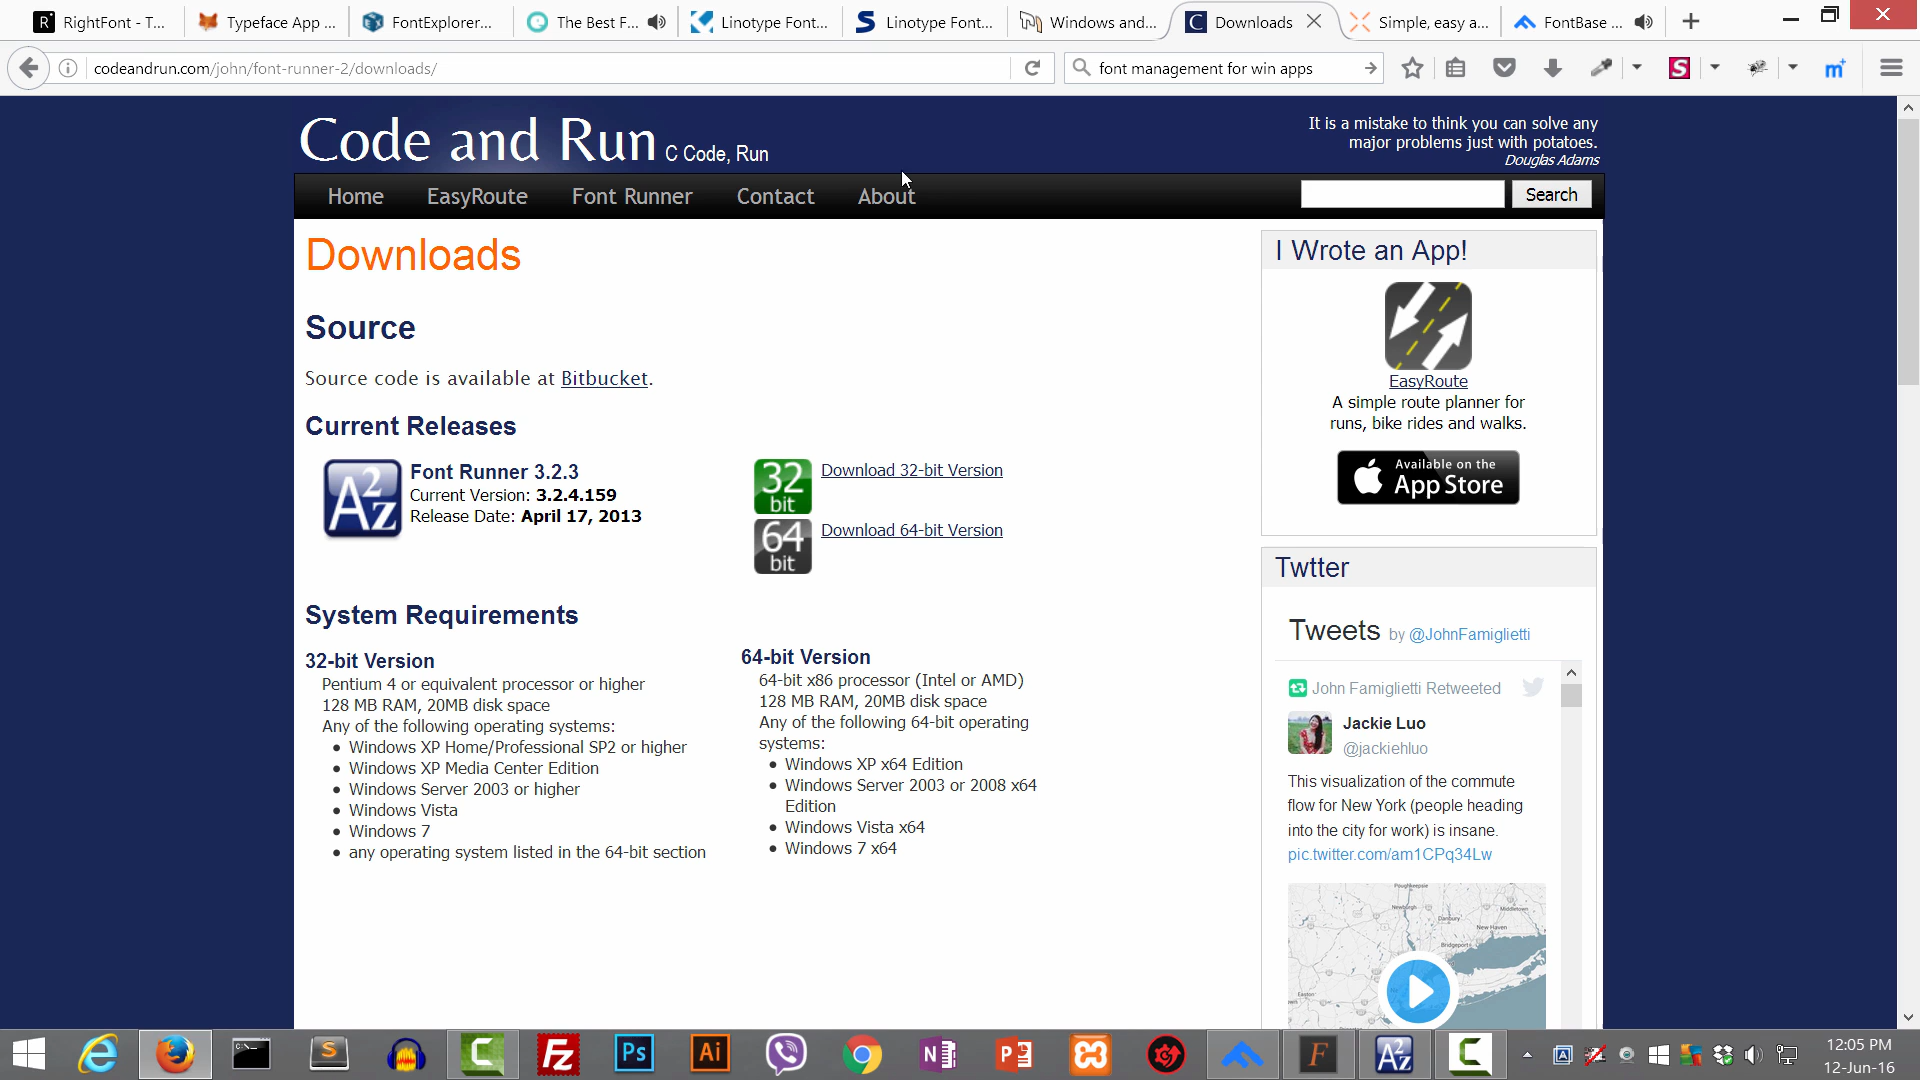 RightFont - T...
Typeface App ...
FontExplorer...
The Best F...
Linotype Font...
Linotype Font...
Windows and...
Downloads
Simple, easy a...
FontBase ...
codeandrun.com/john/font-runner-2/downloads/
font management for win apps
Code and Run C Code, Run
It is a mistake to think you can solve any
major problems just with potatoes.
Douglas Adams
Home
EasyRoute
Font Runner
Contact
About
Search
Downloads
Source
Source code is available at Bitbucket.
Current Releases
Font Runner 3.2.3
Current Version: 3.2.4.159
Release Date: April 17, 2013
32
bit
Download 32-bit Version
64
bit
Download 64-bit Version
System Requirements
32-bit Version
Pentium 4 or equivalent processor or higher
128 MB RAM, 20MB disk space
Any of the following operating systems:
Windows XP Home/Professional SP2 or higher
Windows XP Media Center Edition
Windows Server 2003 or higher
Windows Vista
Windows 7
any operating system listed in the 64-bit section
64-bit Version
64-bit x86 processor (Intel or AMD)
128 MB RAM, 20MB disk space
Any of the following 64-bit operating
systems:
Windows XP x64 Edition
Windows Server 2003 or 2008 x64
Edition
Windows Vista x64
Windows 7 x64
I Wrote an App!
EasyRoute
A simple route planner for
runs, bike rides and walks.
Available on the
App Store
Twtter
Tweets by @JohnFamiglietti
John Famiglietti Retweeted
Jackie Luo
@jackiehluo
This visualization of the commute
flow for New York (people heading
into the city for work) is insane.
pic.twitter.com/am1CPq34Lw
12:05 PM
12-Jun-16